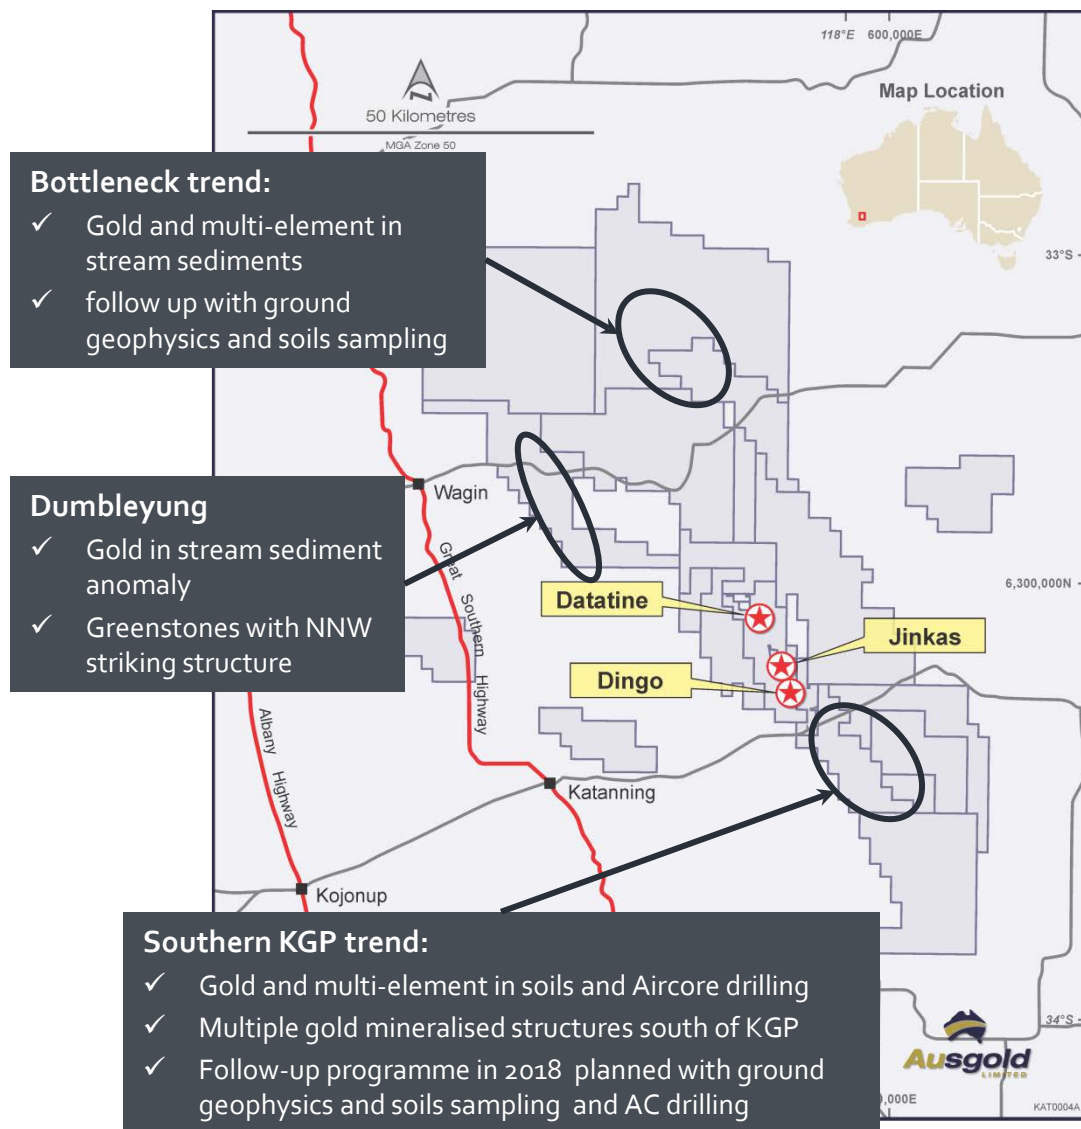 118°E 600,000E
50 Kilometres
MGA Zone 50
Map Location
33°S
Bottleneck trend:
✓ Gold and multi-element in
stream sediments
✓ follow up with ground
geophysics and soils sampling
Wagin
Dumbleyung
✓ Gold in stream sediment
anomaly
✓ Greenstones with NNW
striking structure
Great Southern Highway
6,300,000N
Datatine
Jinkas
Dingo
Albany Highway
Katanning
Kojonup
Southern KGP trend:
✓ Gold and multi-element in soils and Aircore drilling
✓ Multiple gold mineralised structures south of KGP
✓ Follow-up programme in 2018 planned with ground
geophysics and soils sampling and AC drilling
34°S
Ausgold
LIMITED
KAT0004A